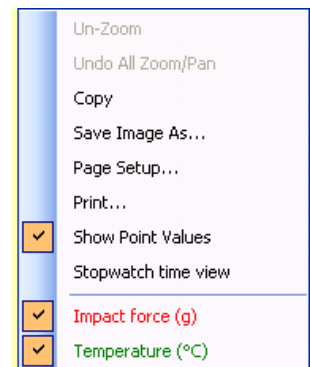 Un-Zoom
Undo All Zoom/Pan
Copy
Save Image As...
Page Setup...
Print...
Show Point Values
Stopwatch time view
Impact force (g)
Temperature (°C)